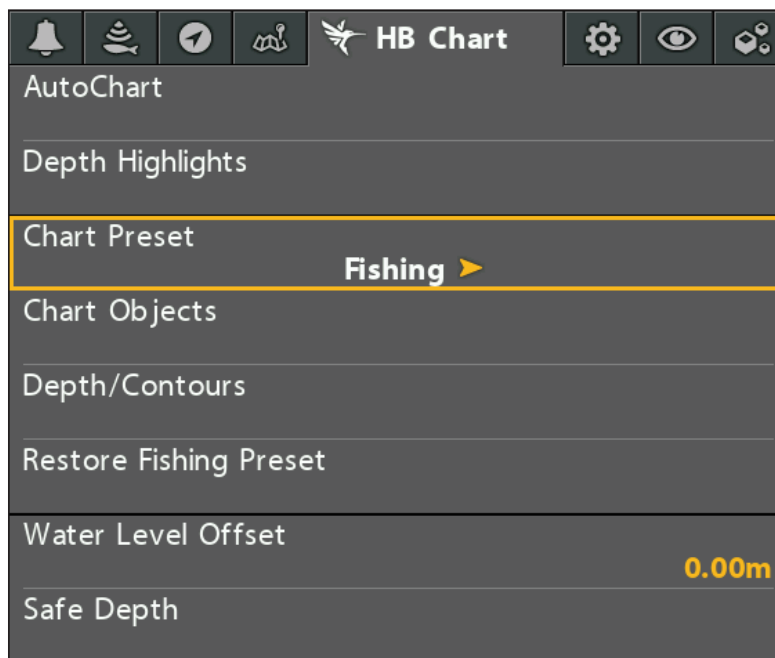 HB Chart
AutoChart
Depth Highlights
Chart Preset
Fishing
Chart Objects
Depth/Contours
Restore Fishing Preset
Water Level Offset
0.00m
Safe Depth